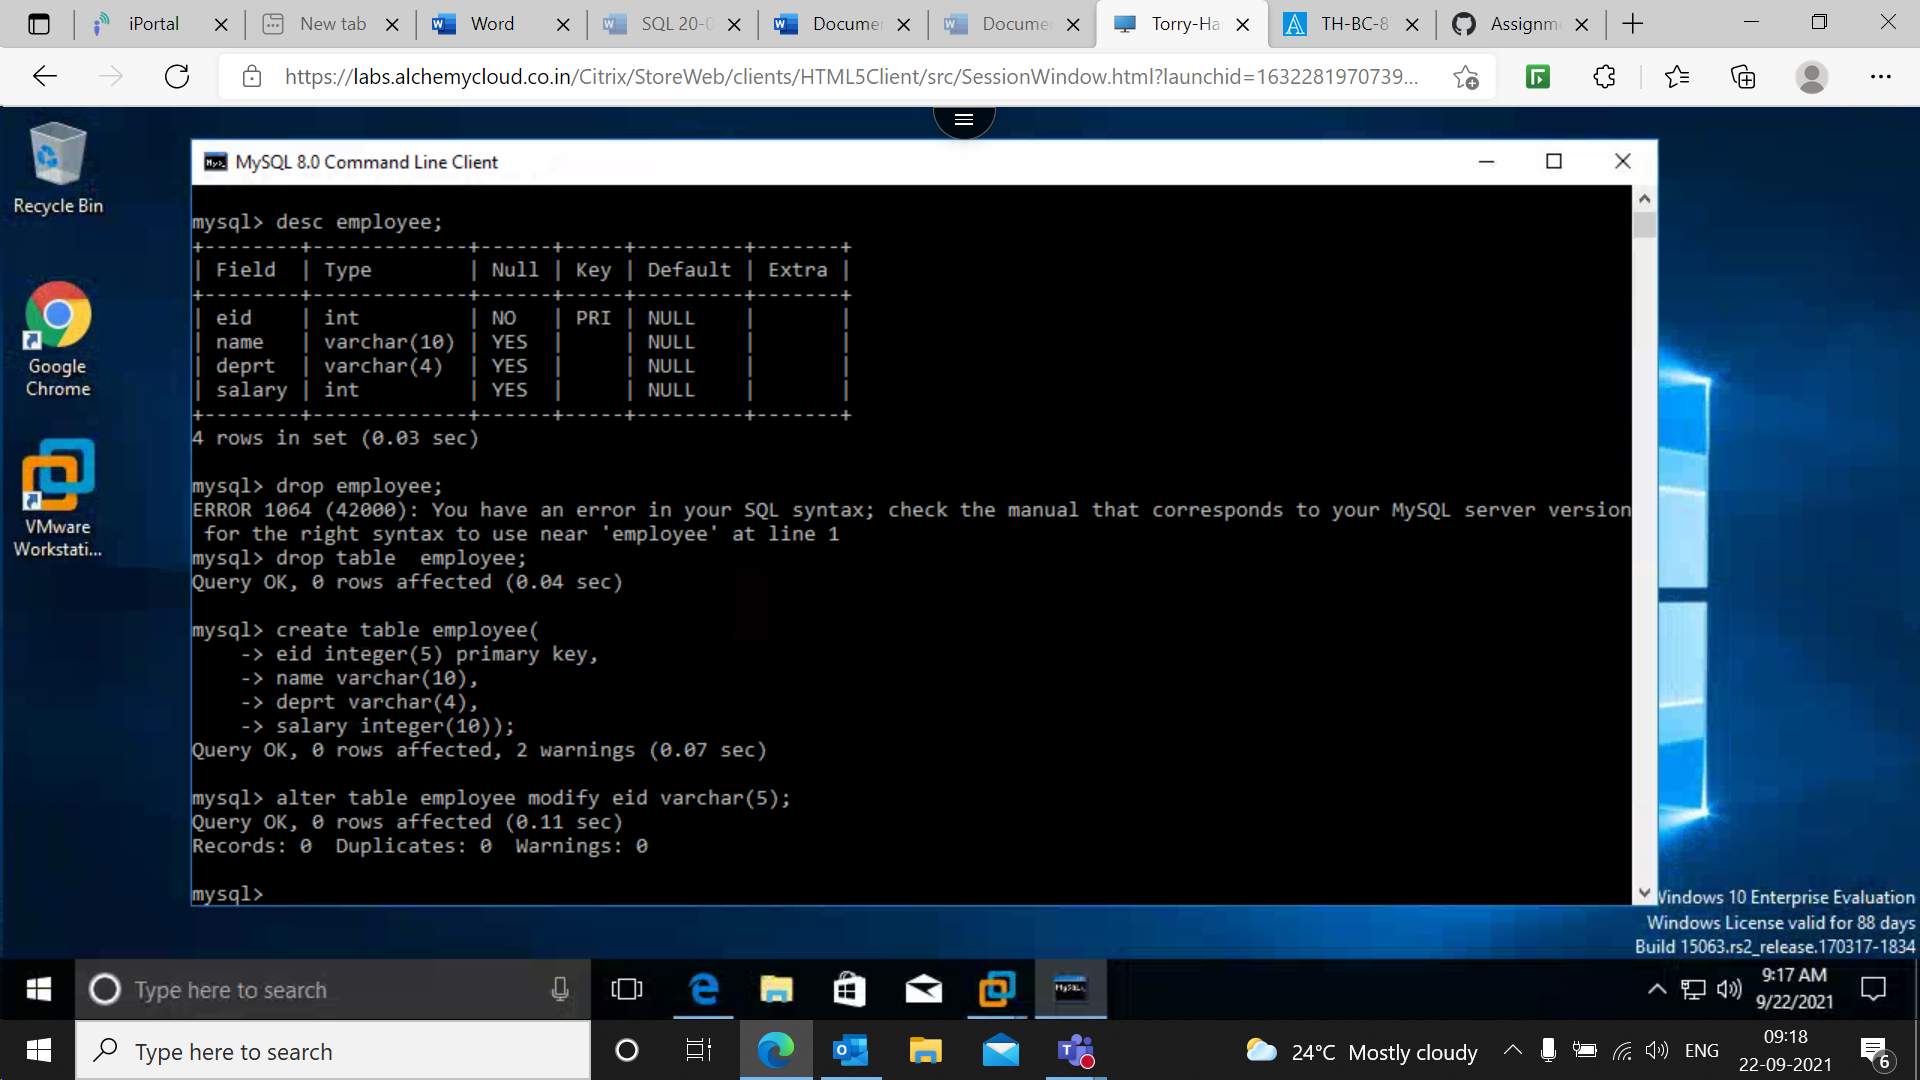 iPortal
New tab
Word
SQL 20-0
Documen
Documen
Torry-Ha
TH-BC-8
Assignme
https://labs.alchemycloud.co.in/Citrix/StoreWeb/clients/HTML5Client/src/SessionWindow.html?launchid=1632281970739...
Recycle Bin
Google
Chrome
VMware
Workstati...
MySQL 8.0 Command Line Client
mysql> desc employee;
+--------+-------------+------+-----+---------+-------+
| Field  | Type        | Null | Key | Default | Extra |
+--------+-------------+------+-----+---------+-------+
| eid    | int         | NO   | PRI | NULL    |       |
| name   | varchar(10) | YES  |     | NULL    |       |
| deprt  | varchar(4)  | YES  |     | NULL    |       |
| salary | int         | YES  |     | NULL    |       |
+--------+-------------+------+-----+---------+-------+
4 rows in set (0.03 sec)
mysql> drop employee;
ERROR 1064 (42000): You have an error in your SQL syntax; check the manual that corresponds to your MySQL server version
for the right syntax to use near 'employee' at line 1
mysql> drop table  employee;
Query OK, 0 rows affected (0.04 sec)
mysql> create table employee(
    -> eid integer(5) primary key,
    -> name varchar(10),
    -> deprt varchar(4),
    -> salary integer(10));
Query OK, 0 rows affected, 2 warnings (0.07 sec)
mysql> alter table employee modify eid varchar(5);
Query OK, 0 rows affected (0.11 sec)
Records: 0  Duplicates: 0  Warnings: 0
mysql>
Windows 10 Enterprise Evaluation
Windows License valid for 88 days
Build 15063.rs2_release.170317-1834
Type here to search
9:17 AM
9/22/2021
Type here to search
24°C Mostly cloudy
ENG
09:18
22-09-2021
6